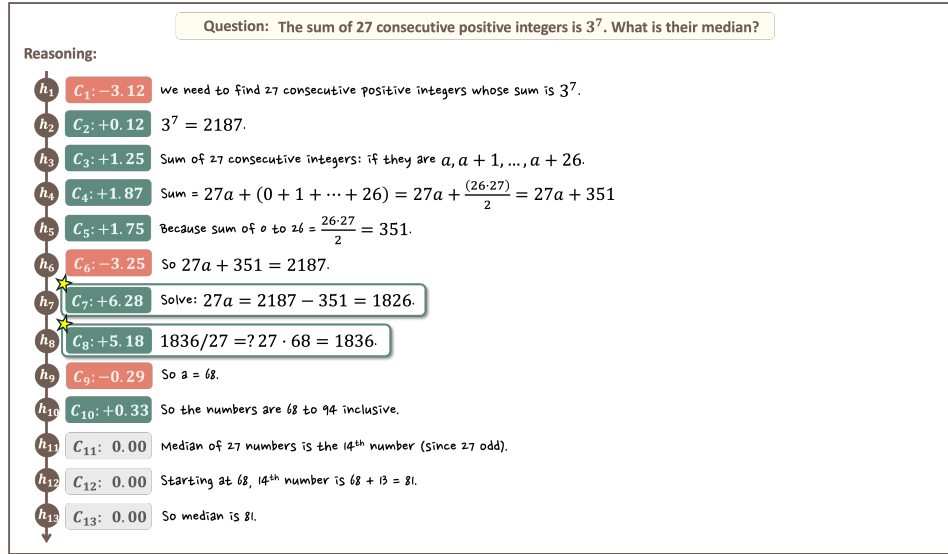 Question: The sum of 27 consecutive positive integers is 3⁷. What is their median?
Reasoning:
h₁ C₁: −3.12 We need to find 27 consecutive positive integers whose sum is 3⁷.
h₂ C₂: +0.12 3⁷ = 2187.
h₃ C₃: +1.25 Sum of 27 consecutive integers: if they are a, a + 1, …, a + 26.
h₄ C₄: +1.87 Sum = 27a + (0 + 1 + ⋯ + 26) = 27a + (26·27)/2 = 27a + 351
h₅ C₅: +1.75 Because sum of 0 to 26 = 26·27/2 = 351.
h₆ C₆: −3.25 So 27a + 351 = 2187.
h₇ C₇: +6.28 Solve: 27a = 2187 − 351 = 1826.
h₈ C₈: +5.18 1836/27 =? 27 · 68 = 1836.
h₉ C₉: −0.29 So a = 68.
h₁₀ C₁₀: +0.33 So the numbers are 68 to 94 inclusive.
h₁₁ C₁₁: 0.00 Median of 27 numbers is the 14ᵗʰ number (since 27 odd).
h₁₂ C₁₂: 0.00 Starting at 68, 14ᵗʰ number is 68 + 13 = 81.
h₁₃ C₁₃: 0.00 So median is 81.